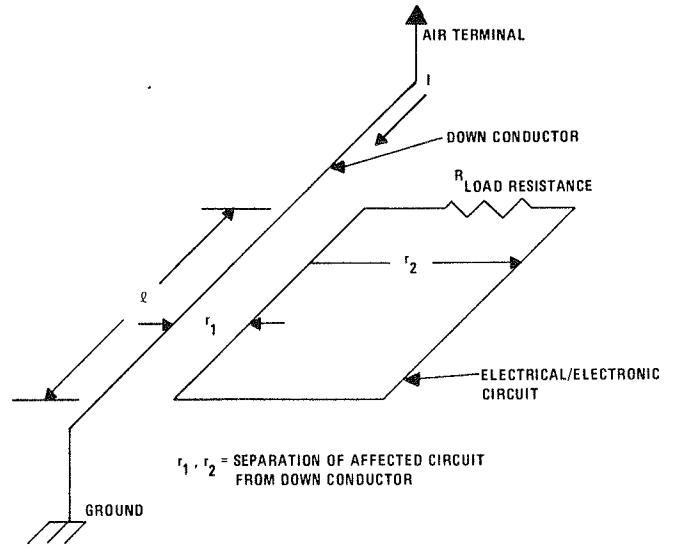 AIR TERMINAL
I
DOWN CONDUCTOR
R LOAD RESISTANCE
r2
ℓ
r1
ELECTRICAL/ELECTRONIC
CIRCUIT
r1, r2 = SEPARATION OF AFFECTED CIRCUIT
FROM DOWN CONDUCTOR
GROUND